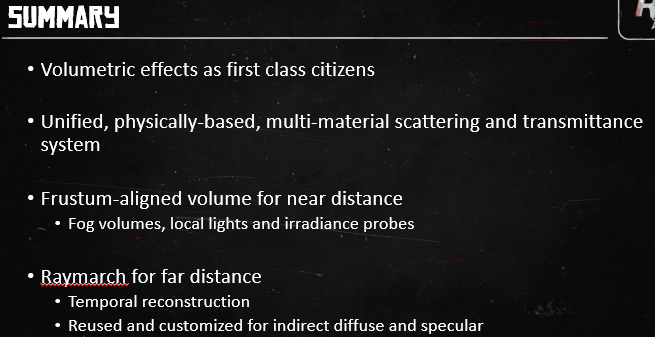 SUMMARY
• Volumetric effects as first class citizens
• Unified, physically-based, multi-material scattering and transmittance
system
• Frustum-aligned volume for near distance
• Fog volumes, local lights and irradiance probes
• Raymarch for far distance
• Temporal reconstruction
• Reused and customized for indirect diffuse and specular